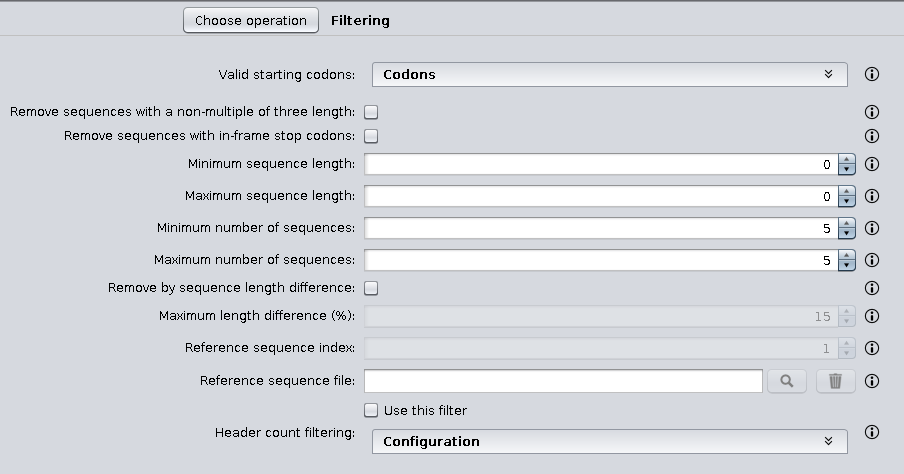 Choose operation Filtering
Valid starting codons: Codons
Remove sequences with a non-multiple of three length:
Remove sequences with in-frame stop codons:
Minimum sequence length: 0
Maximum sequence length: 0
Minimum number of sequences: 5
Maximum number of sequences: 5
Remove by sequence length difference:
Maximum length difference (%): 15
Reference sequence index: 1
Reference sequence file:
Use this filter
Header count filtering:
Configuration